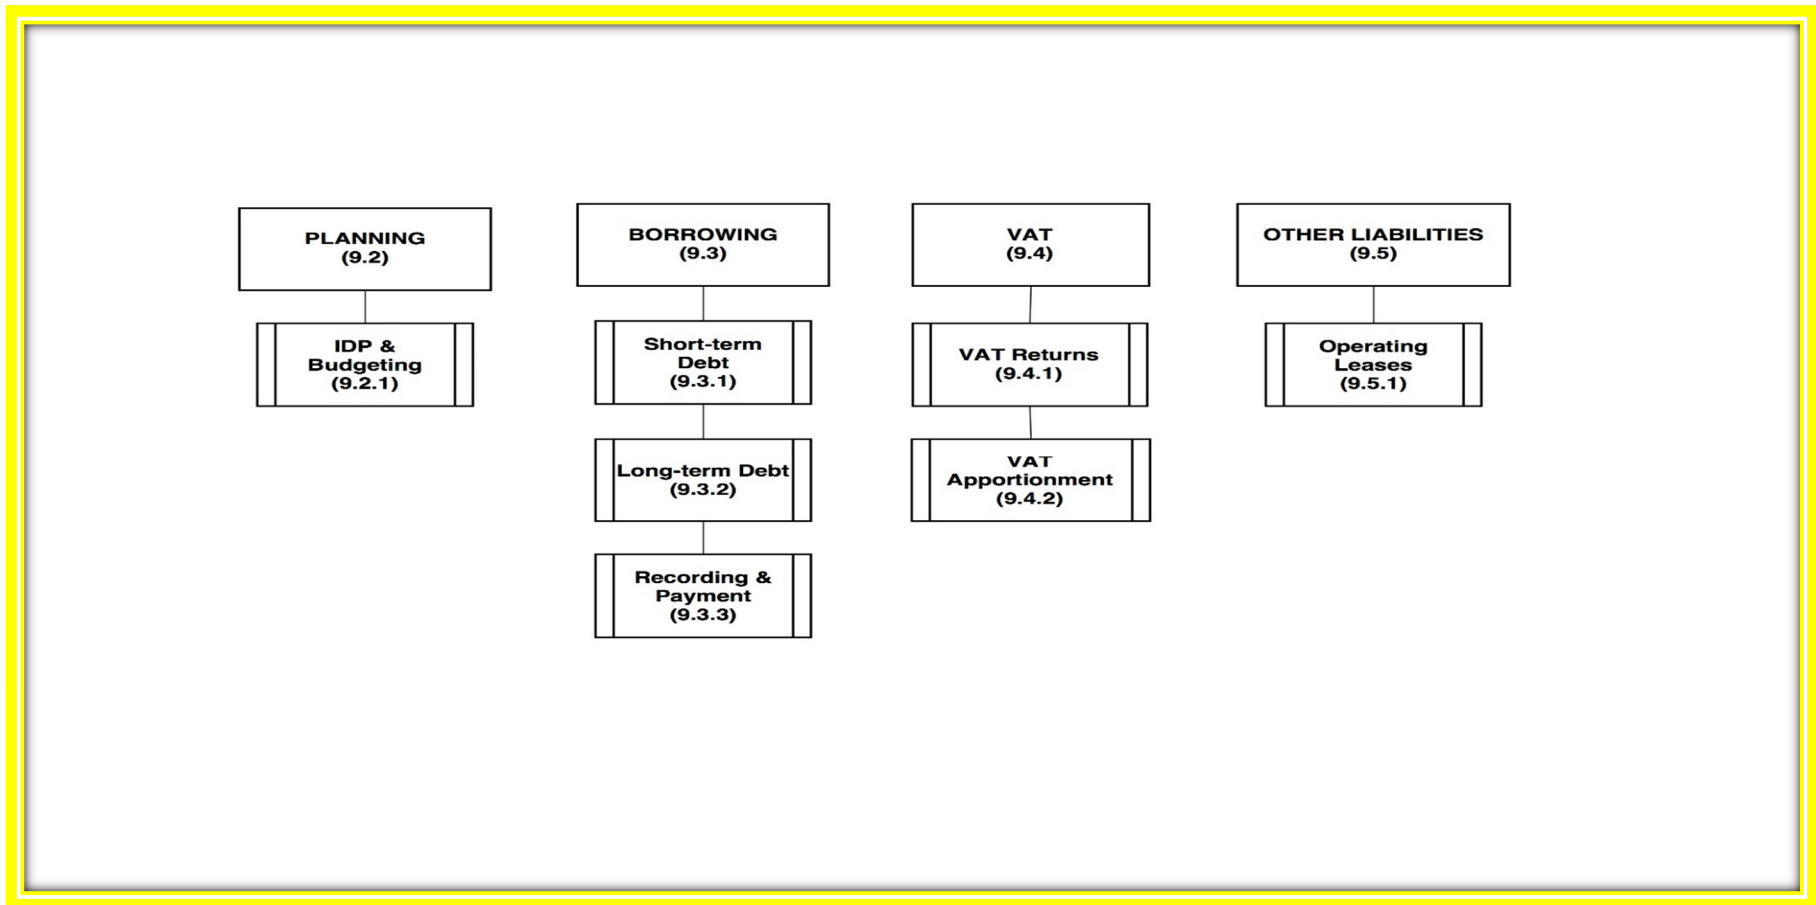 PLANNING
(9.2)
IDP &
Budgeting
(9.2.1)
BORROWING
(9.3)
Short-term
Debt
(9.3.1)
Long-term Debt
(9.3.2)
Recording &
Payment
(9.3.3)
VAT
(9.4)
VAT Returns
(9.4.1)
VAT
Apportionment
(9.4.2)
OTHER LIABILITIES
(9.5)
Operating
Leases
(9.5.1)